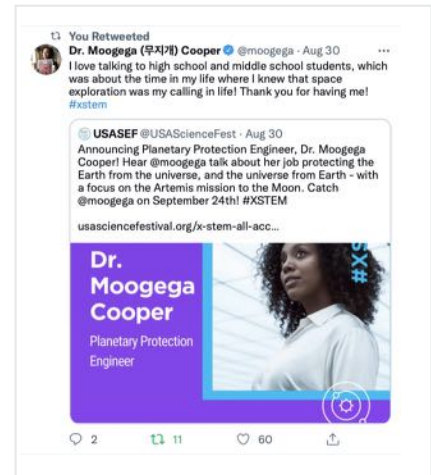 You Retweeted
Dr. Moogega (무지개) Cooper @moogega · Aug 30 ...
I love talking to high school and middle school students, which
was about the time in my life where I knew that space
exploration was my calling in life! Thank you for having me!
#xstem
USASEF @USAScienceFest · Aug 30
Announcing Planetary Protection Engineer, Dr. Moogega
Cooper! Hear @moogega talk about her job protecting the
Earth from the universe, and the universe from Earth - with
a focus on the Artemis mission to the Moon. Catch
@moogega on September 24th! #XSTEM
usasciencefestival.org/x-stem-all-acc...
Dr.
Moogega
Cooper
Planetary Protection
Engineer
#XS
2 11 60